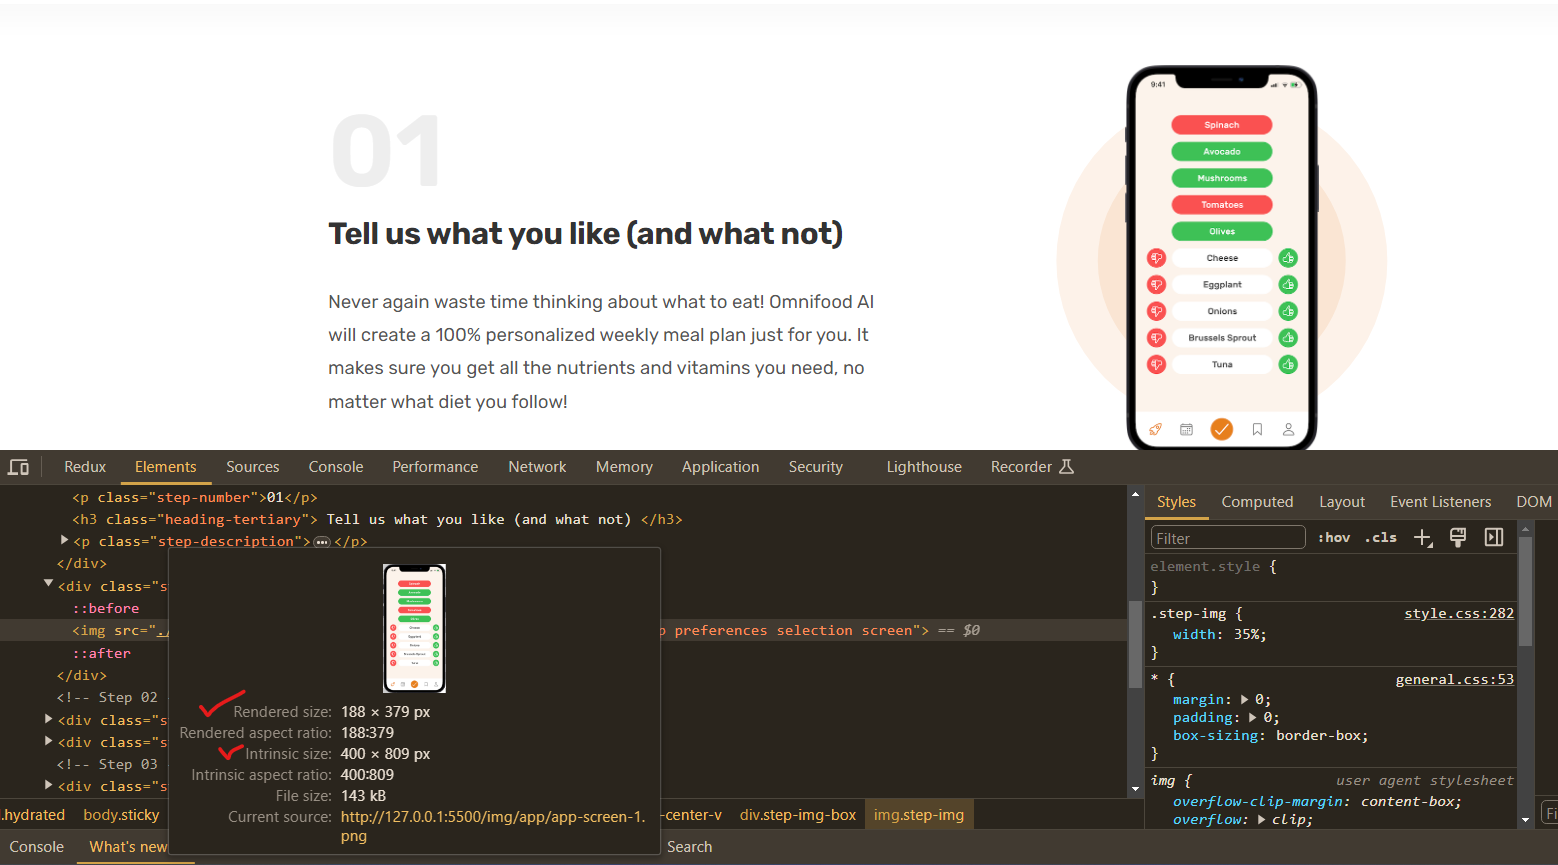 01
Tell us what you like (and what not)
Never again waste time thinking about what to eat! Omnifood AI
will create a 100% personalized weekly meal plan just for you. It
makes sure you get all the nutrients and vitamins you need, no
matter what diet you follow!
9:41
Spinach
Avocado
Mushrooms
Tomatoes
Olives
Cheese
Eggplant
Onions
Brussels Sprout
Tuna
Redux Elements Sources Console Performance Network Memory Application Security Lighthouse Recorder
<p class="step-number">01</p>
<h3 class="heading-tertiary"> Tell us what you like (and what not) </h3>
<p class="step-description">…</p>
</div>
<div class="s
::before
<img src="./ p preferences selection screen"> == $0
::after
</div>
<!-- Step 02
<div class="s
<div class="s
<!-- Step 03
<div class="s
Rendered size: 188 × 379 px
Rendered aspect ratio: 188:379
Intrinsic size: 400 × 809 px
Intrinsic aspect ratio: 400:809
File size: 143 kB
Current source: http://127.0.0.1:5500/img/app/app-screen-1.
png
.hydrated body.sticky -center-v div.step-img-box img.step-img
Console What's new Search
Styles Computed Layout Event Listeners DOM
Filter :hov .cls
element.style {
}
.step-img { style.css:282
width: 35%;
}
* { general.css:53
margin: 0;
padding: 0;
box-sizing: border-box;
}
img { user agent stylesheet
overflow-clip-margin: content-box;
overflow: clip;
Fi